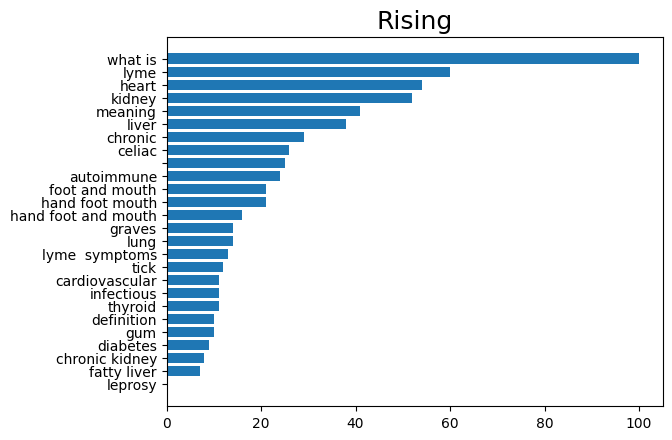 Rising
what is
lyme
heart
kidney
meaning
liver
chronic
celiac
autoimmune
foot and mouth
hand foot mouth
hand foot and mouth
graves
lung
lyme  symptoms
tick
cardiovascular
infectious
thyroid
definition
gum
diabetes
chronic kidney
fatty liver
leprosy
0 20 40 60 80 100